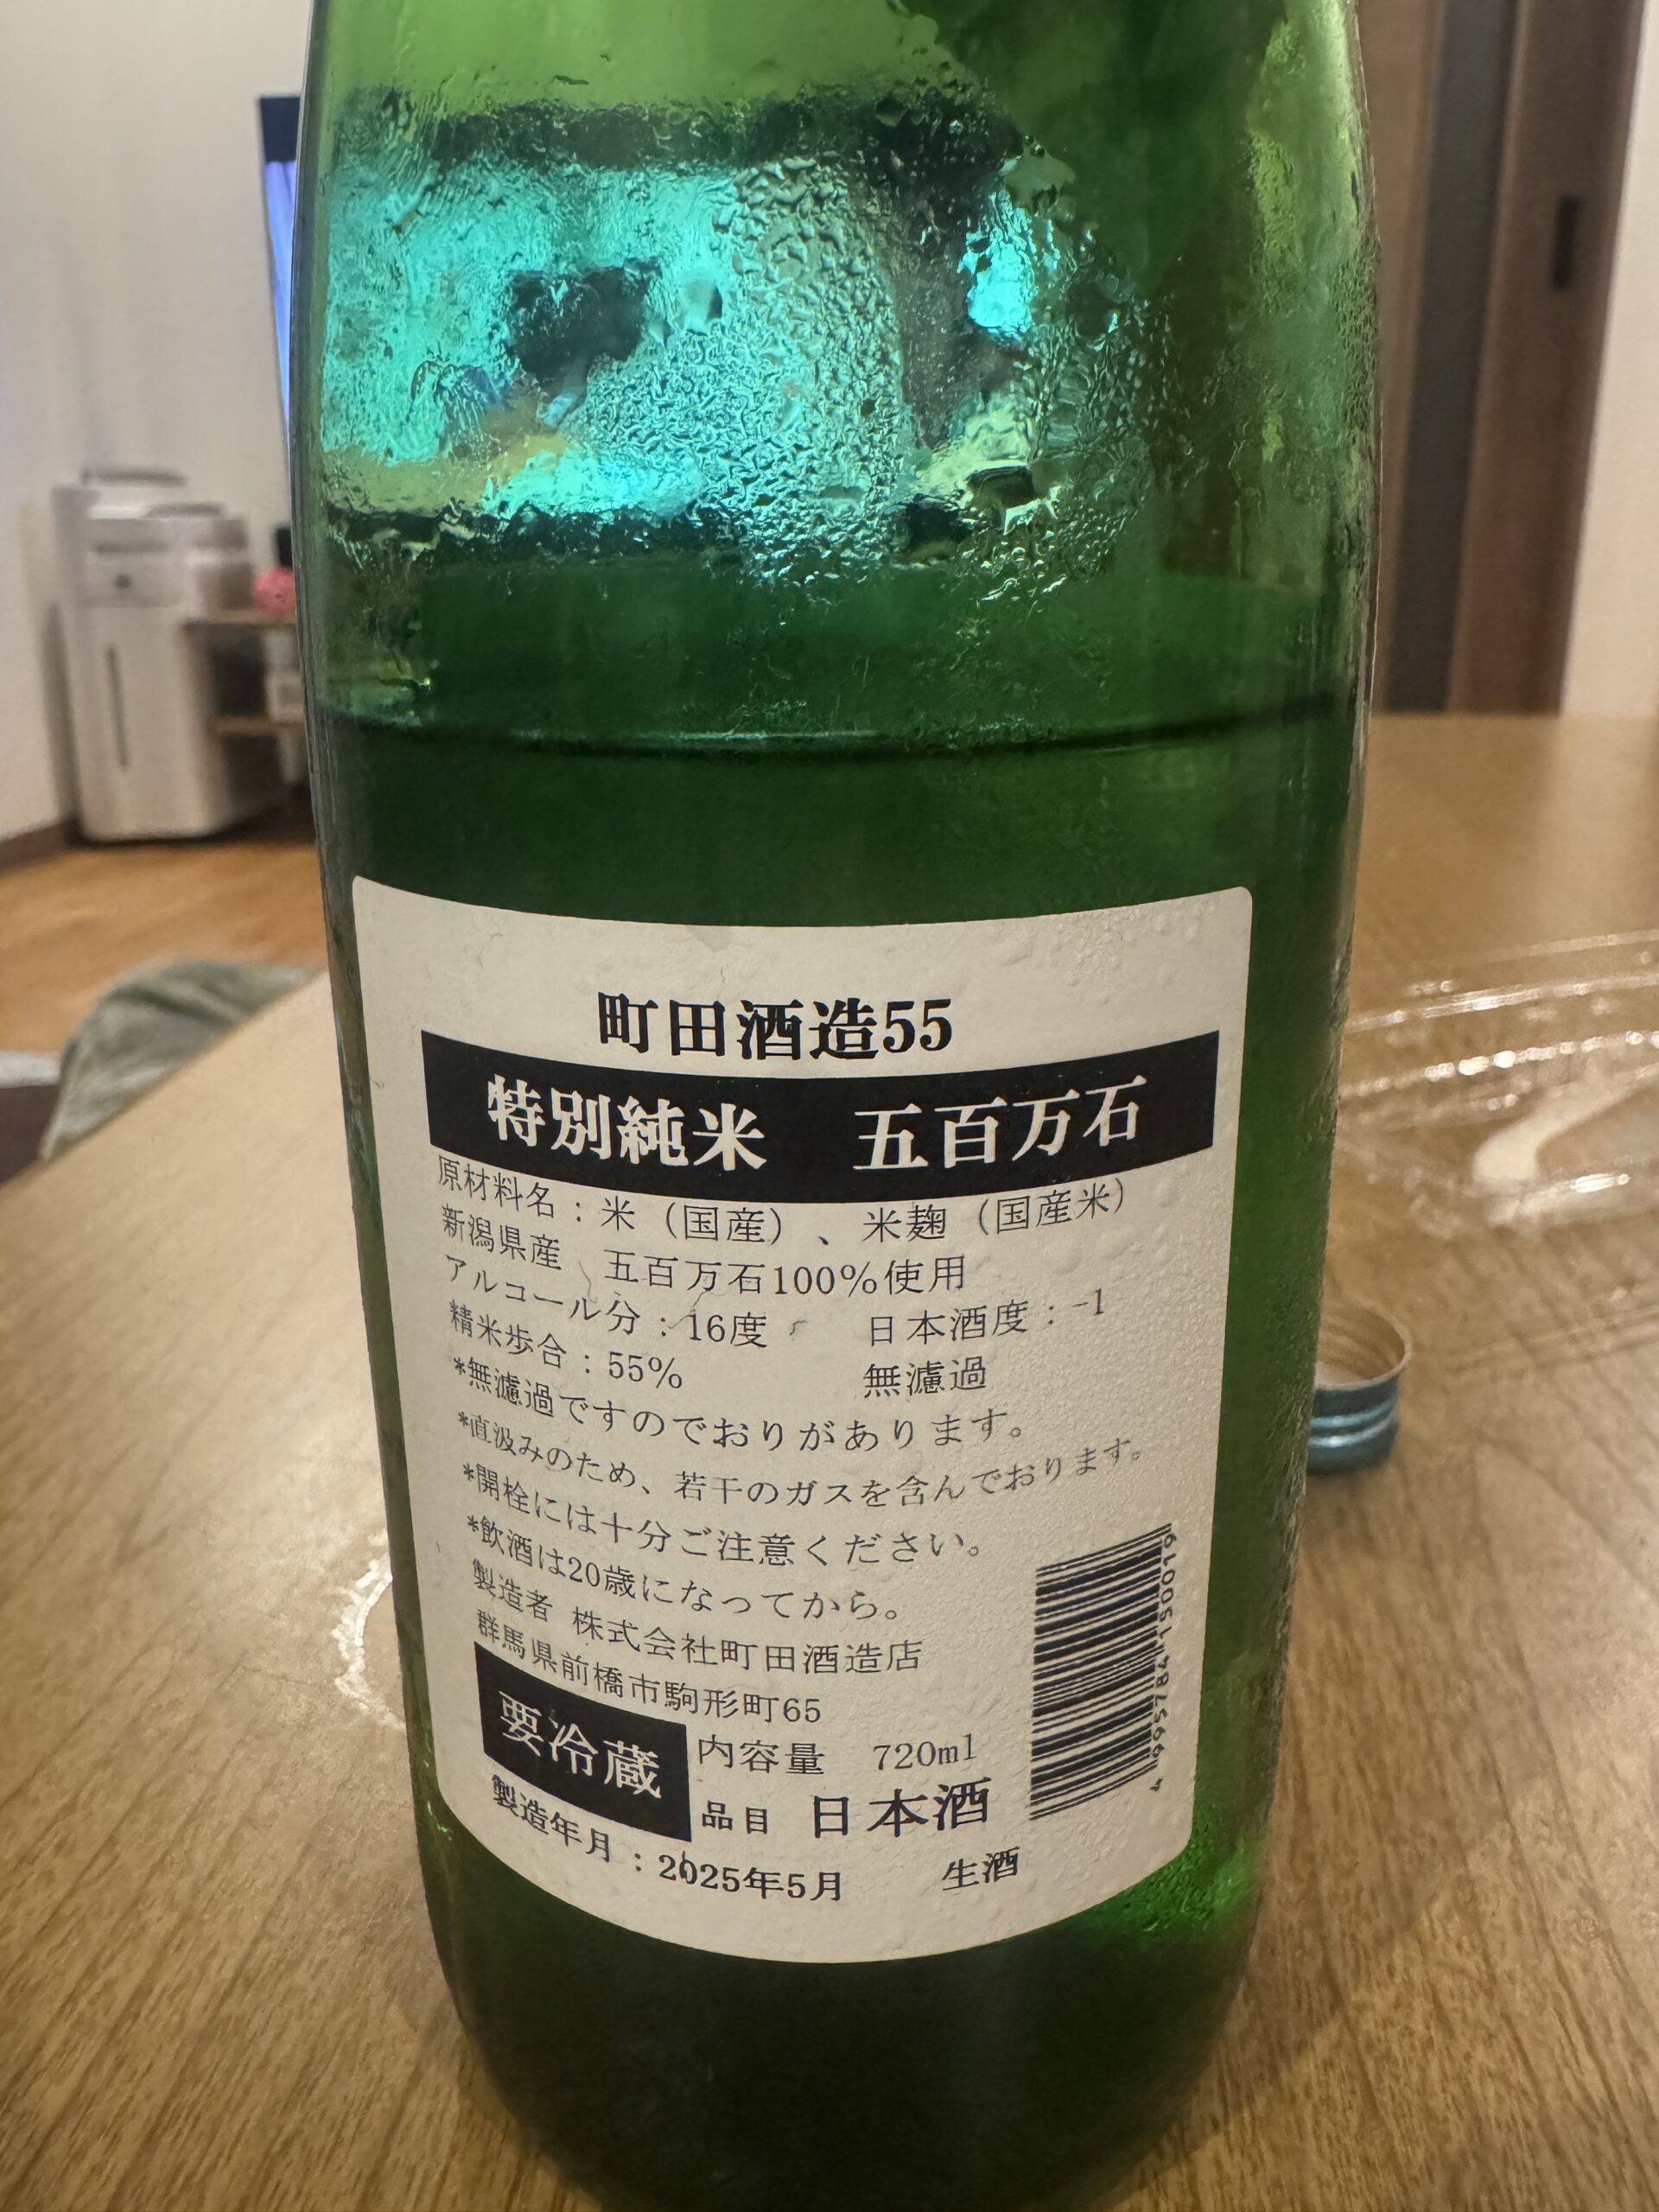 町田酒造55
特別純米　五百万石
原材料名：米（国産）、米麹（国産米）
新潟県産　五百万石100%使用
アルコール分：16度　日本酒度：-1
精米歩合：55%　無濾過
*無濾過ですのでおりがあります。
*直汲みのため、若干のガスを含んでおります。
*開栓には十分ご注意ください。
*飲酒は20歳になってから。
製造者　株式会社町田酒造店
群馬県前橋市駒形町65
要冷蔵
内容量　720ml
品目　日本酒
製造年月：2025年5月　生酒
4 995784 150019